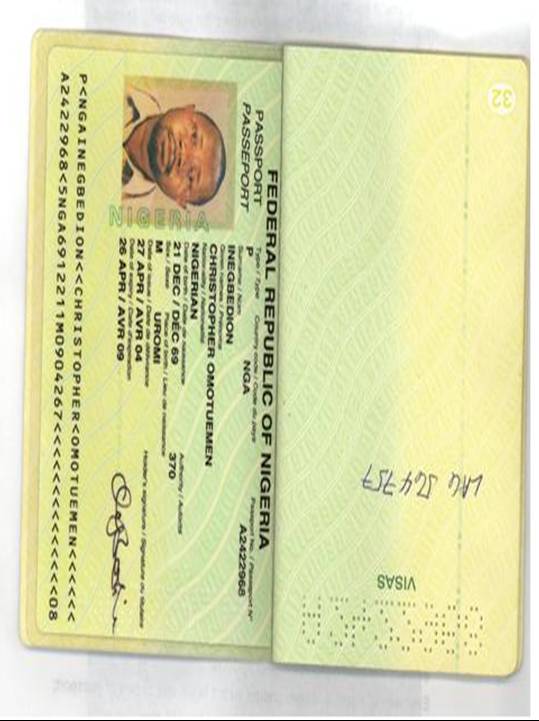 FEDERAL REPUBLIC OF NIGERIA
PASSPORT
PASSEPORT
Type / Type
Country code / Code du pays
Passport No. / Passeport N°
P
NGA
A2422968
Surname / Nom
INEGBEDION
Given names / Prénoms
CHRISTOPHER OMOTUEMEN
Nationality / Nationalité
NIGERIAN
Date of birth / Date de naissance
21 DEC / DÉC 69
Authority / Autorité
370
Sex / Sexe
Place of birth / Lieu de naissance
M
UROMI
Date of issue / Date de délivrance
27 APR / AVR 04
Holder's signature / Signature du titulaire
Date of expiry / Date d'expiration
26 APR / AVR 09
NIGERIA
P<NGAINEGBEDION<<CHRISTOPHER<OMOTUEMEN<<<<<<
A2422968<5NGA6912211M0904267<<<<<<<<<<<<<<08
32
VISAS